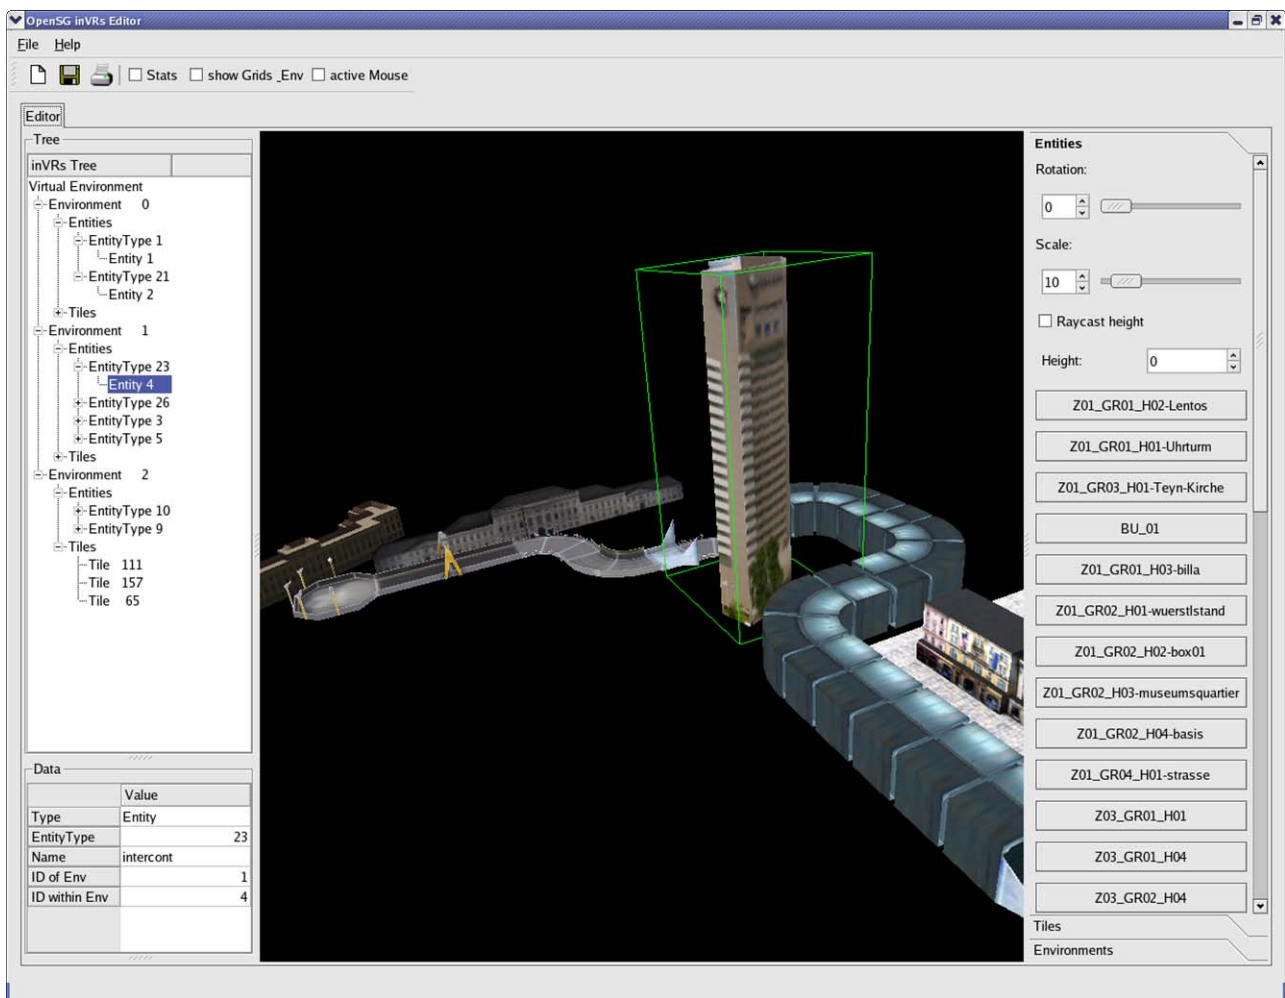 OpenSG inVRs Editor
File Help
Stats show Grids _Env active Mouse
Editor
Tree
inVRs Tree
Virtual Environment
Environment 0
Entities
EntityType 1
Entity 1
EntityType 21
Entity 2
Tiles
Environment 1
Entities
EntityType 23
Entity 4
EntityType 26
EntityType 3
EntityType 5
Tiles
Environment 2
Entities
EntityType 10
EntityType 9
Tiles
Tile 111
Tile 157
Tile 65
Data
Value
Type Entity
EntityType 23
Name intercont
ID of Env 1
ID within Env 4
Entities
Rotation:
0
Scale:
10
Raycast height
Height: 0
Z01_GR01_H02-Lentos
Z01_GR01_H01-Uhrturm
Z01_GR03_H01-Teyn-Kirche
BU_01
Z01_GR01_H03-billa
Z01_GR02_H01-wuerstlstand
Z01_GR02_H02-box01
Z01_GR02_H03-museumsquartier
Z01_GR02_H04-basis
Z01_GR04_H01-strasse
Z03_GR01_H01
Z03_GR01_H04
Z03_GR02_H04
Tiles
Environments